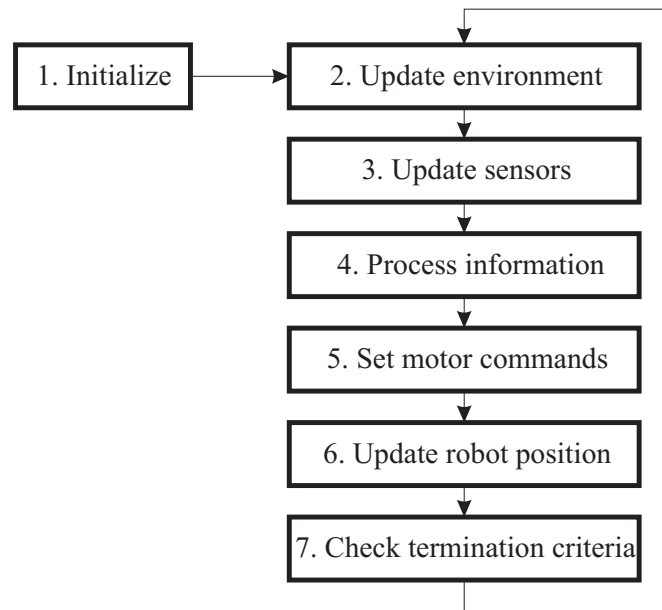 1. Initialize
2. Update environment
3. Update sensors
4. Process information
5. Set motor commands
6. Update robot position
7. Check termination criteria